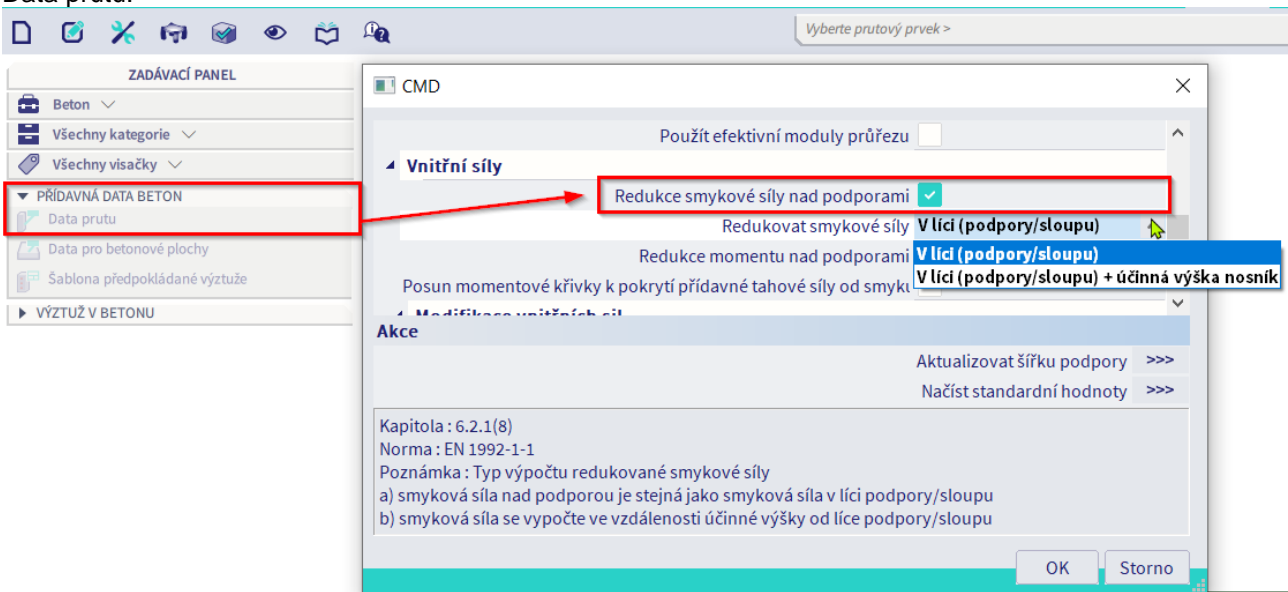 Data prutu.
Vyberte prutový prvek >
ZADÁVACÍ PANEL
Beton
Všechny kategorie
Všechny visačky
PŘÍDAVNÁ DATA BETON
Data prutu
Data pro betonové plochy
Šablona předpokládané výztuže
VÝZTUŽ V BETONU
CMD
Použít efektivní moduly průřezu
Vnitřní síly
Redukce smykové síly nad podporami
Redukovat smykové síly V líci (podpory/sloupu)
Redukce momentu nad podporami V líci (podpory/sloupu)
V líci (podpory/sloupu) + účinná výška nosník
Posun momentové křivky k pokrytí přídavné tahové síly od smyku
Modifikace vnitřních sil
Akce
Aktualizovat šířku podpory >>>
Načíst standardní hodnoty >>>
Kapitola : 6.2.1(8)
Norma : EN 1992-1-1
Poznámka : Typ výpočtu redukované smykové síly
a) smyková síla nad podporou je stejná jako smyková síla v líci podpory/sloupu
b) smyková síla se vypočte ve vzdálenosti účinné výšky od líce podpory/sloupu
OK Storno